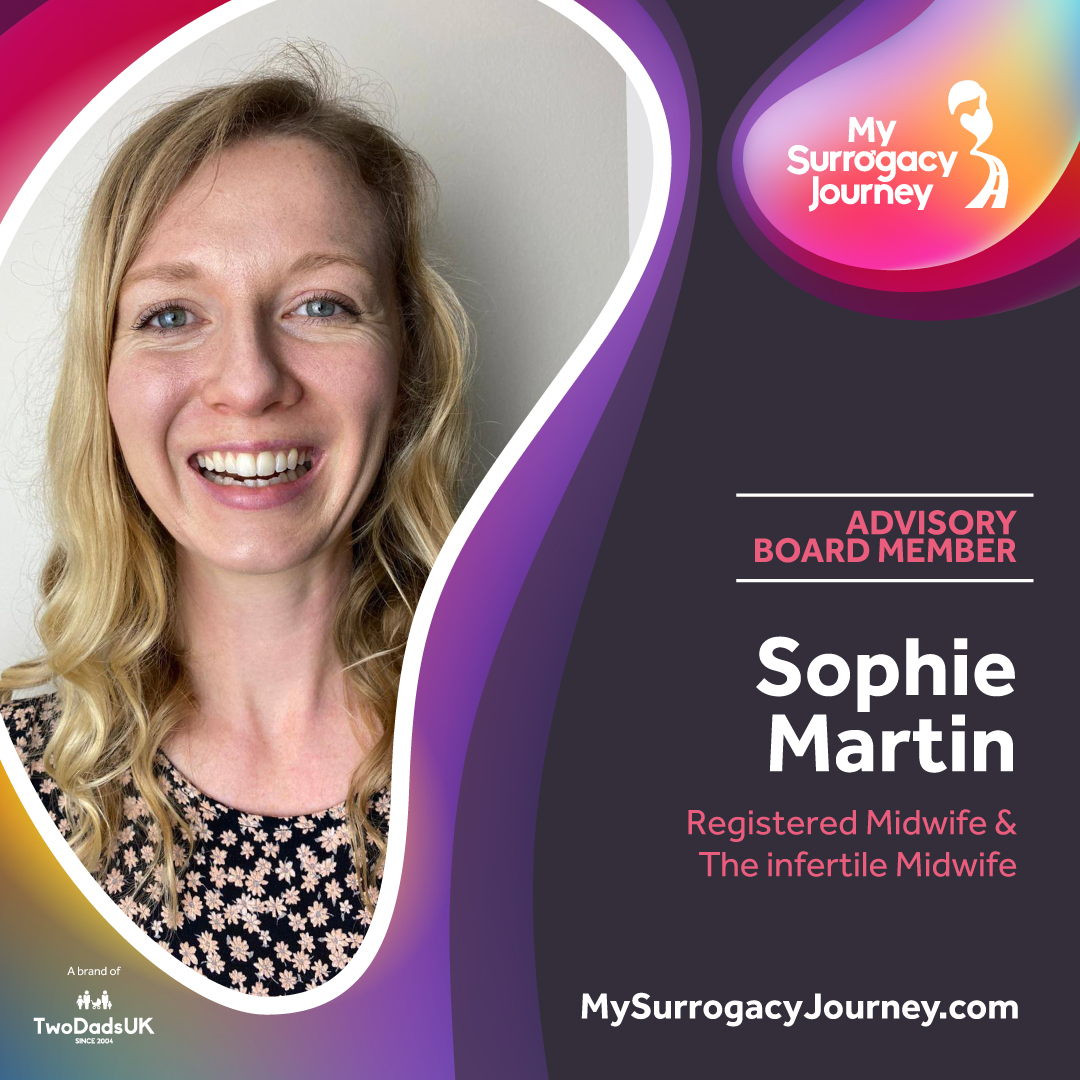 My
Surrogacy
Journey
ADVISORY
BOARD MEMBER
Sophie
Martin
Registered Midwife &
The infertile Midwife
A brand of
TwoDadsUK
SINCE 2004
MySurrogacyJourney.com